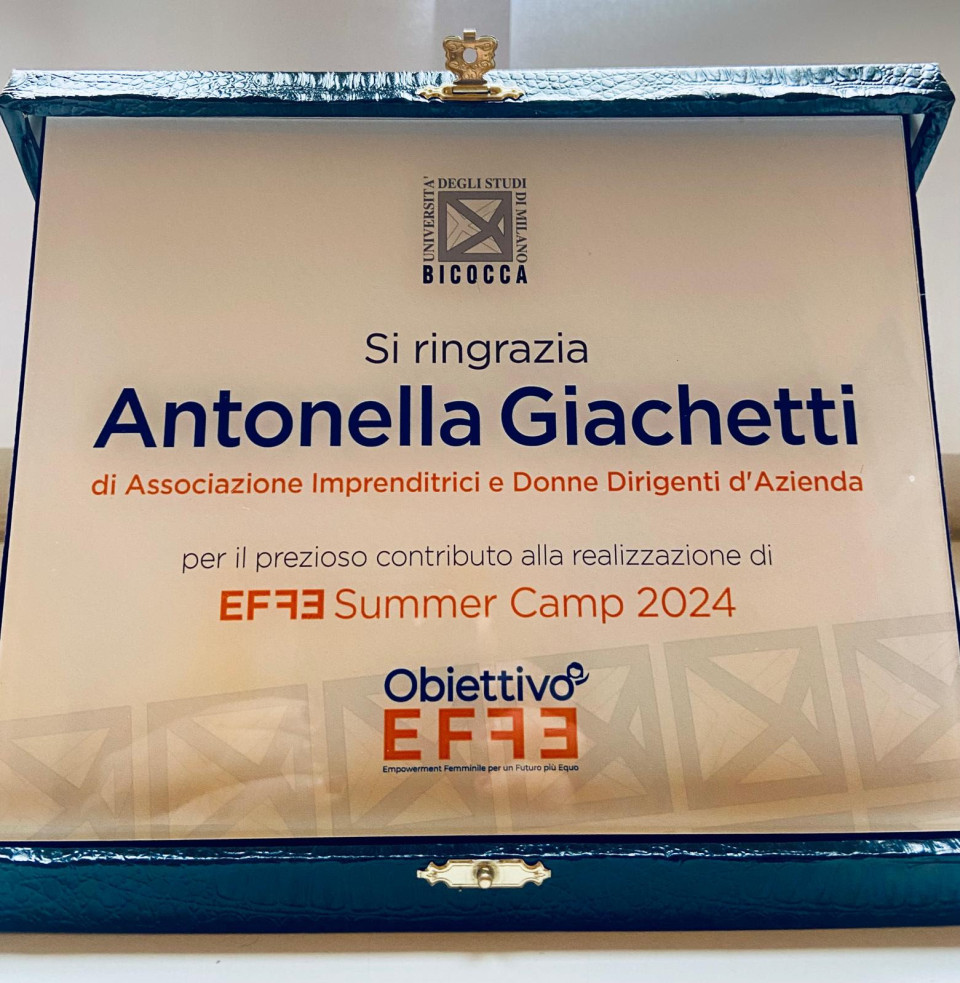 UNIVERSITA'
DEGLI STUDI
DI MILANO
BICOCCA
Si ringrazia
Antonella Giachetti
di Associazione Imprenditrici e Donne Dirigenti d'Azienda
per il prezioso contributo alla realizzazione di
EFFE Summer Camp 2024
Obiettivo
EFFE
Empowerment Femminile per un Futuro più Equo